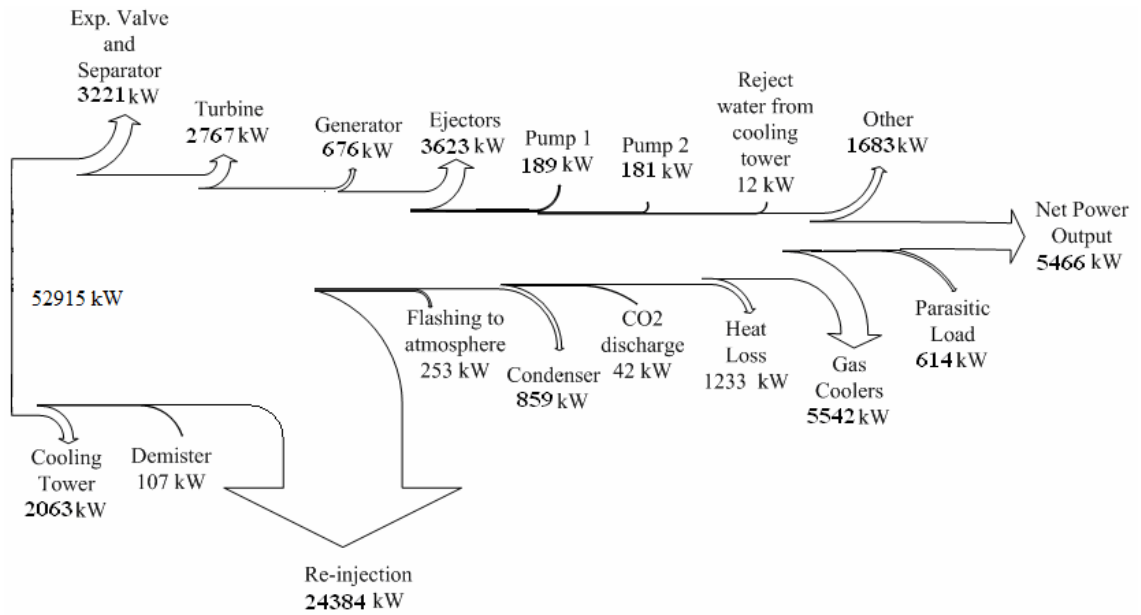 Exp. Valve
and
Separator
3221 kW
Turbine
2767 kW
Generator
676 kW
Ejectors
3623 kW
Pump 1
189 kW
Pump 2
181 kW
Reject
water from
cooling
tower
12 kW
Other
1683 kW
Net Power
Output
5466 kW
52915 kW
Flashing to
atmosphere
253 kW
Condenser
859 kW
CO2
discharge
42 kW
Heat
Loss
1233 kW
Gas
Coolers
5542 kW
Parasitic
Load
614 kW
Cooling
Tower
2063 kW
Demister
107 kW
Re-injection
24384 kW